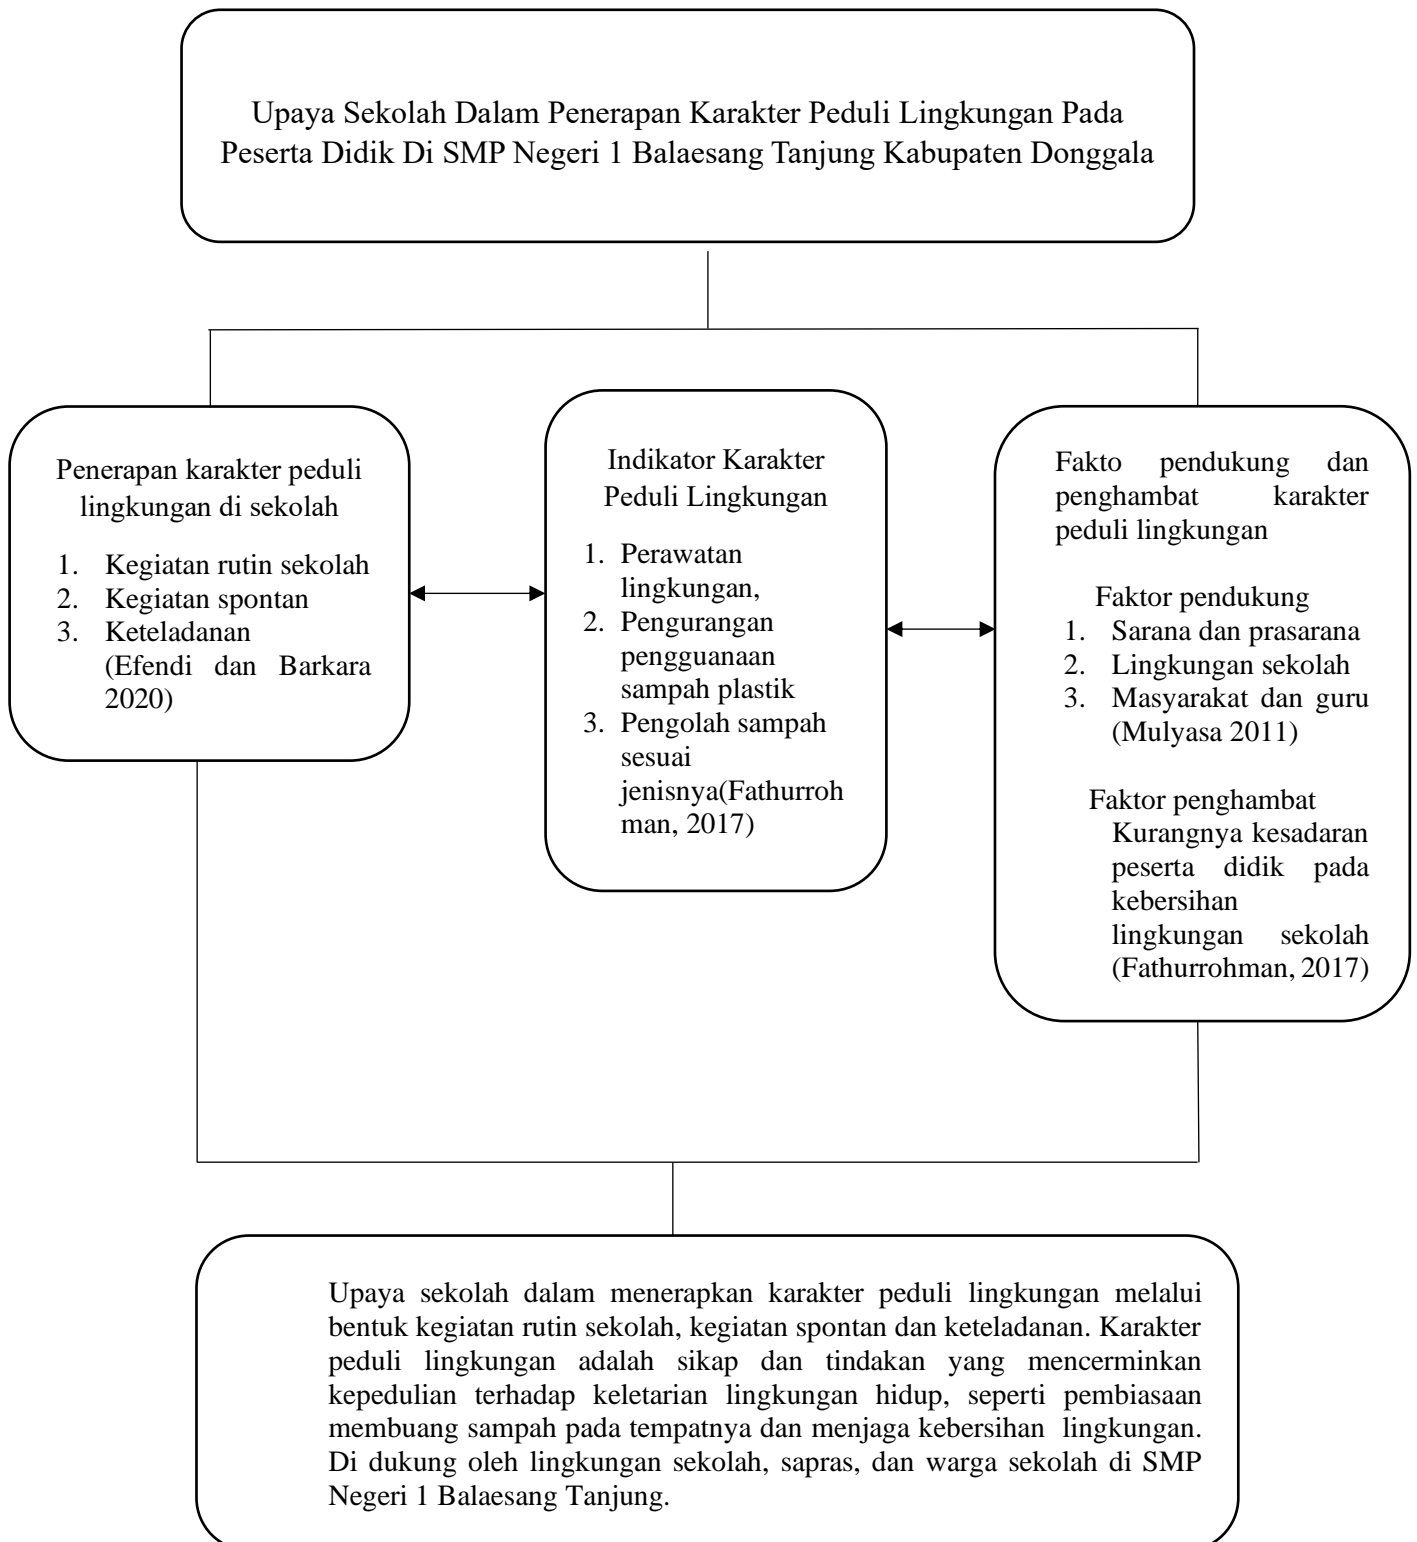 Upaya Sekolah Dalam Penerapan Karakter Peduli Lingkungan Pada
Peserta Didik Di SMP Negeri 1 Balaesang Tanjung Kabupaten Donggala
Penerapan karakter peduli
lingkungan di sekolah
1. Kegiatan rutin sekolah
2. Kegiatan spontan
3. Keteladanan
(Efendi dan Barkara
2020)
Indikator Karakter
Peduli Lingkungan
1. Perawatan
lingkungan,
2. Pengurangan
pengguanaan
sampah plastik
3. Pengolah sampah
sesuai
jenisnya(Fathurroh
man, 2017)
Fakto pendukung dan
penghambat karakter
peduli lingkungan
Faktor pendukung
1. Sarana dan prasarana
2. Lingkungan sekolah
3. Masyarakat dan guru
(Mulyasa 2011)
Faktor penghambat
Kurangnya kesadaran
peserta didik pada
kebersihan
lingkungan sekolah
(Fathurrohman, 2017)
Upaya sekolah dalam menerapkan karakter peduli lingkungan melalui
bentuk kegiatan rutin sekolah, kegiatan spontan dan keteladanan. Karakter
peduli lingkungan adalah sikap dan tindakan yang mencerminkan
kepedulian terhadap keletarian lingkungan hidup, seperti pembiasaan
membuang sampah pada tempatnya dan menjaga kebersihan lingkungan.
Di dukung oleh lingkungan sekolah, sapras, dan warga sekolah di SMP
Negeri 1 Balaesang Tanjung.